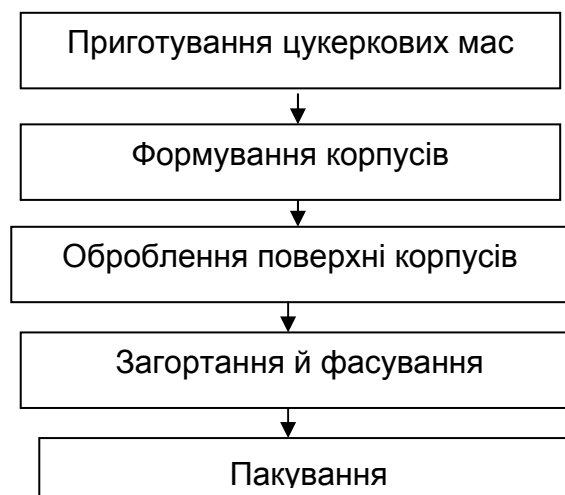 Приготування цукеркових мас
Формування корпусів
Оброблення поверхні корпусів
Загортання й фасування
Пакування